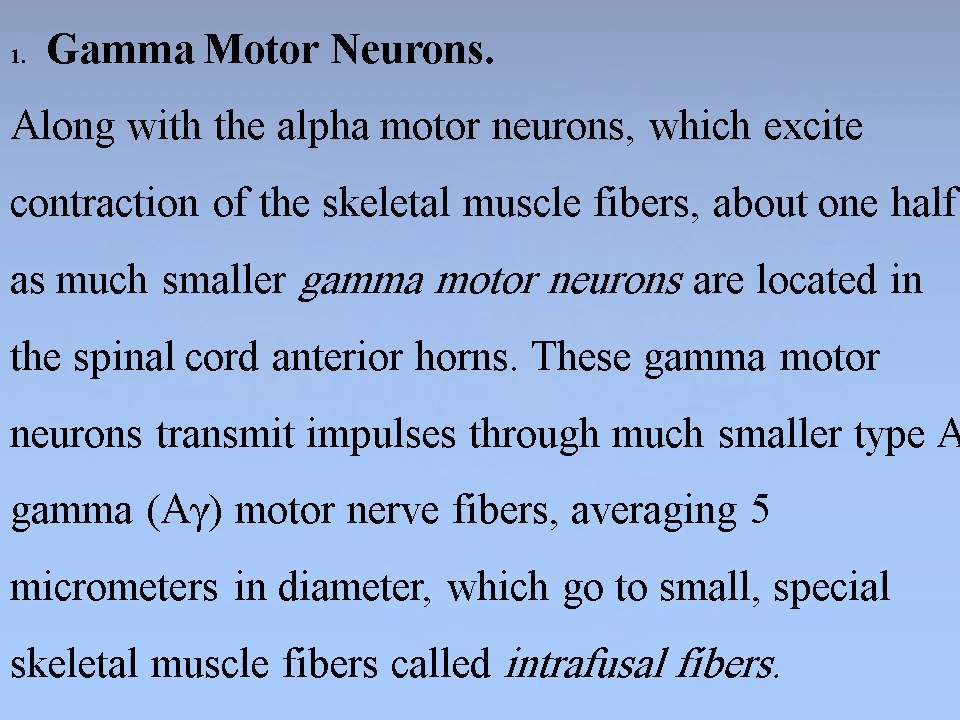 1. Gamma Motor Neurons.
Along with the alpha motor neurons, which excite
contraction of the skeletal muscle fibers, about one half
as much smaller gamma motor neurons are located in
the spinal cord anterior horns. These gamma motor
neurons transmit impulses through much smaller type A
gamma (Aγ) motor nerve fibers, averaging 5
micrometers in diameter, which go to small, special
skeletal muscle fibers called intrafusal fibers.